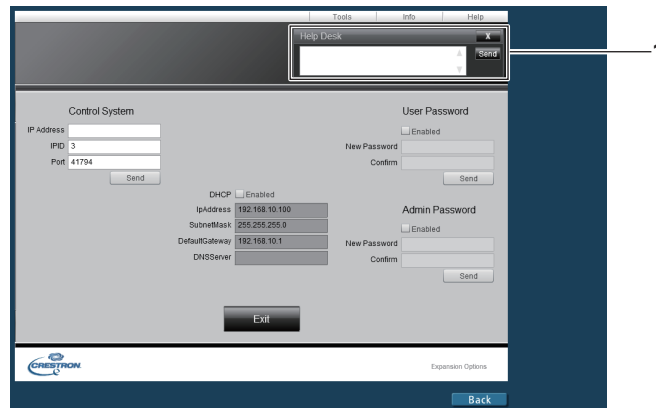 Tools Info Help
Help Desk X
Send
Control System
IP Address
IPID 3
Port 41794
Send
User Password
Enabled
New Password
Confirm
Send
DHCP Enabled
IpAddress 192.168.10.100
SubnetMask 255.255.255.0
DefaultGateway 192.168.10.1
DNSServer
Admin Password
Enabled
New Password
Confirm
Send
Exit
CRESTRON
Expansion Options
Back